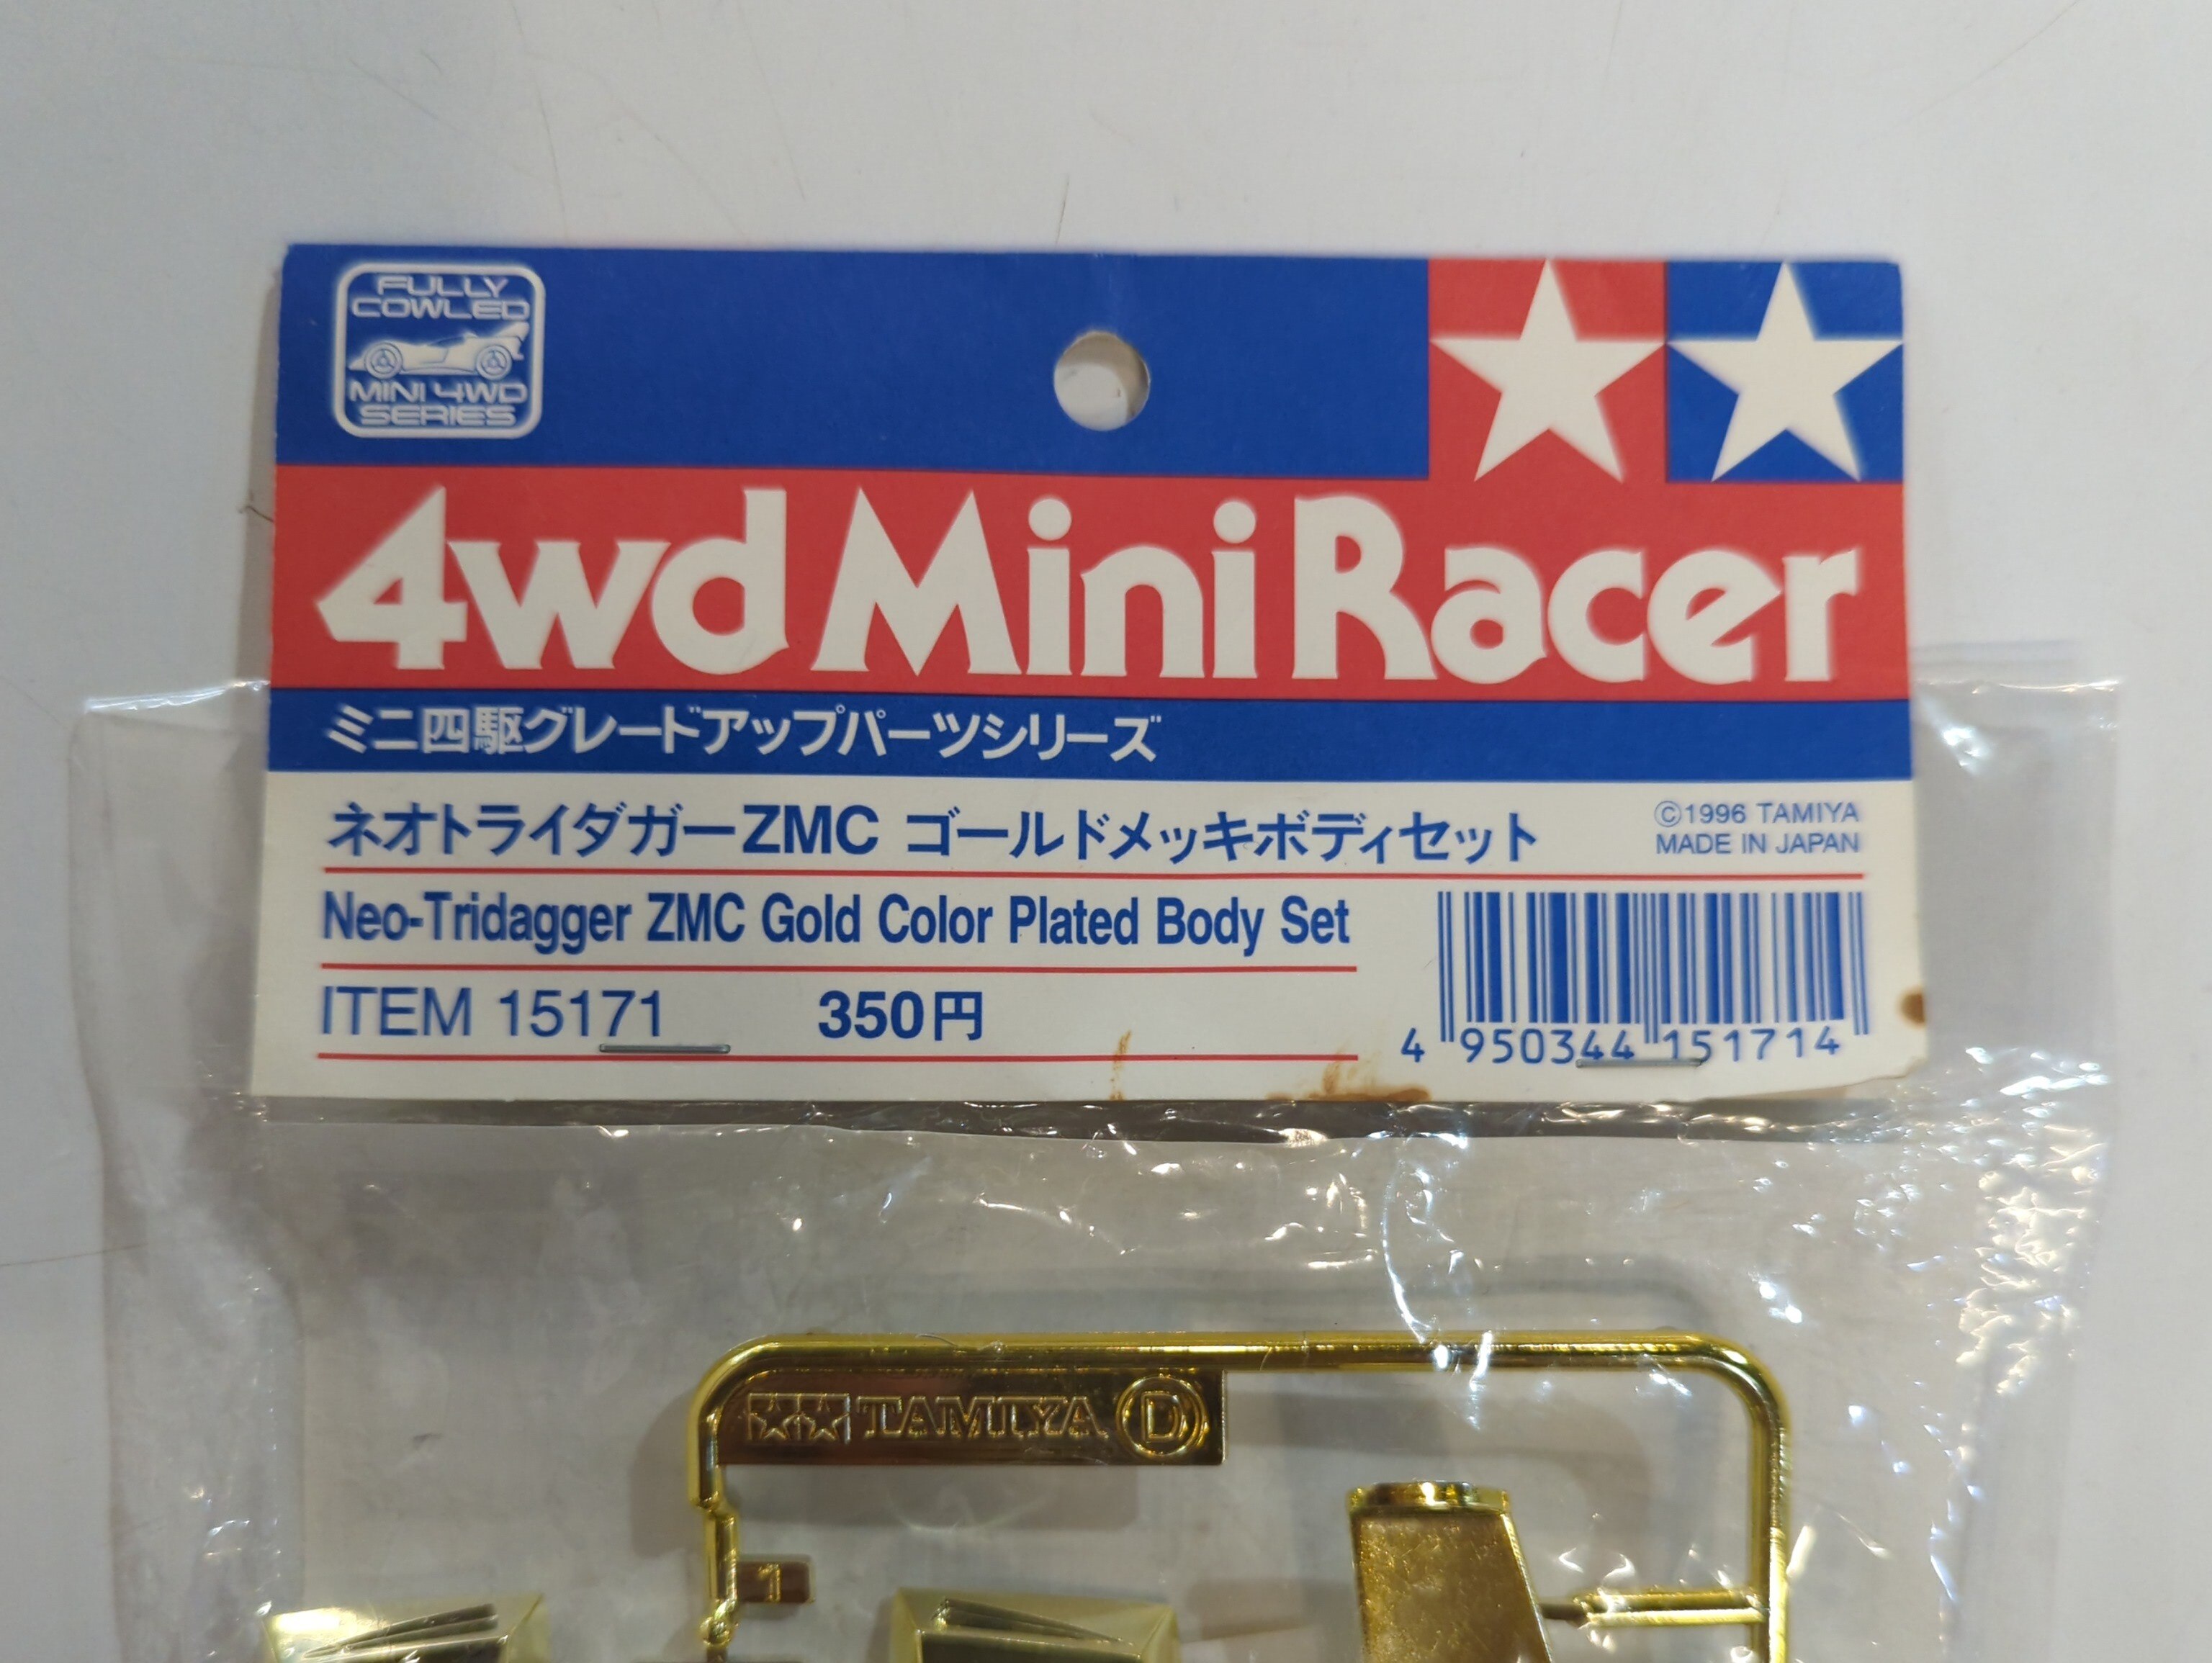 FULLY
COWLED
MINI 4WD
SERIES
4wd Mini Racer
ミニ四駆グレードアップパーツシリーズ
ネオトライダガーZMC ゴールドメッキボディセット
©1996 TAMIYA
MADE IN JAPAN
Neo-Tridagger ZMC Gold Color Plated Body Set
ITEM 15171 350円
4 950344 151714
TAMIYA D
1